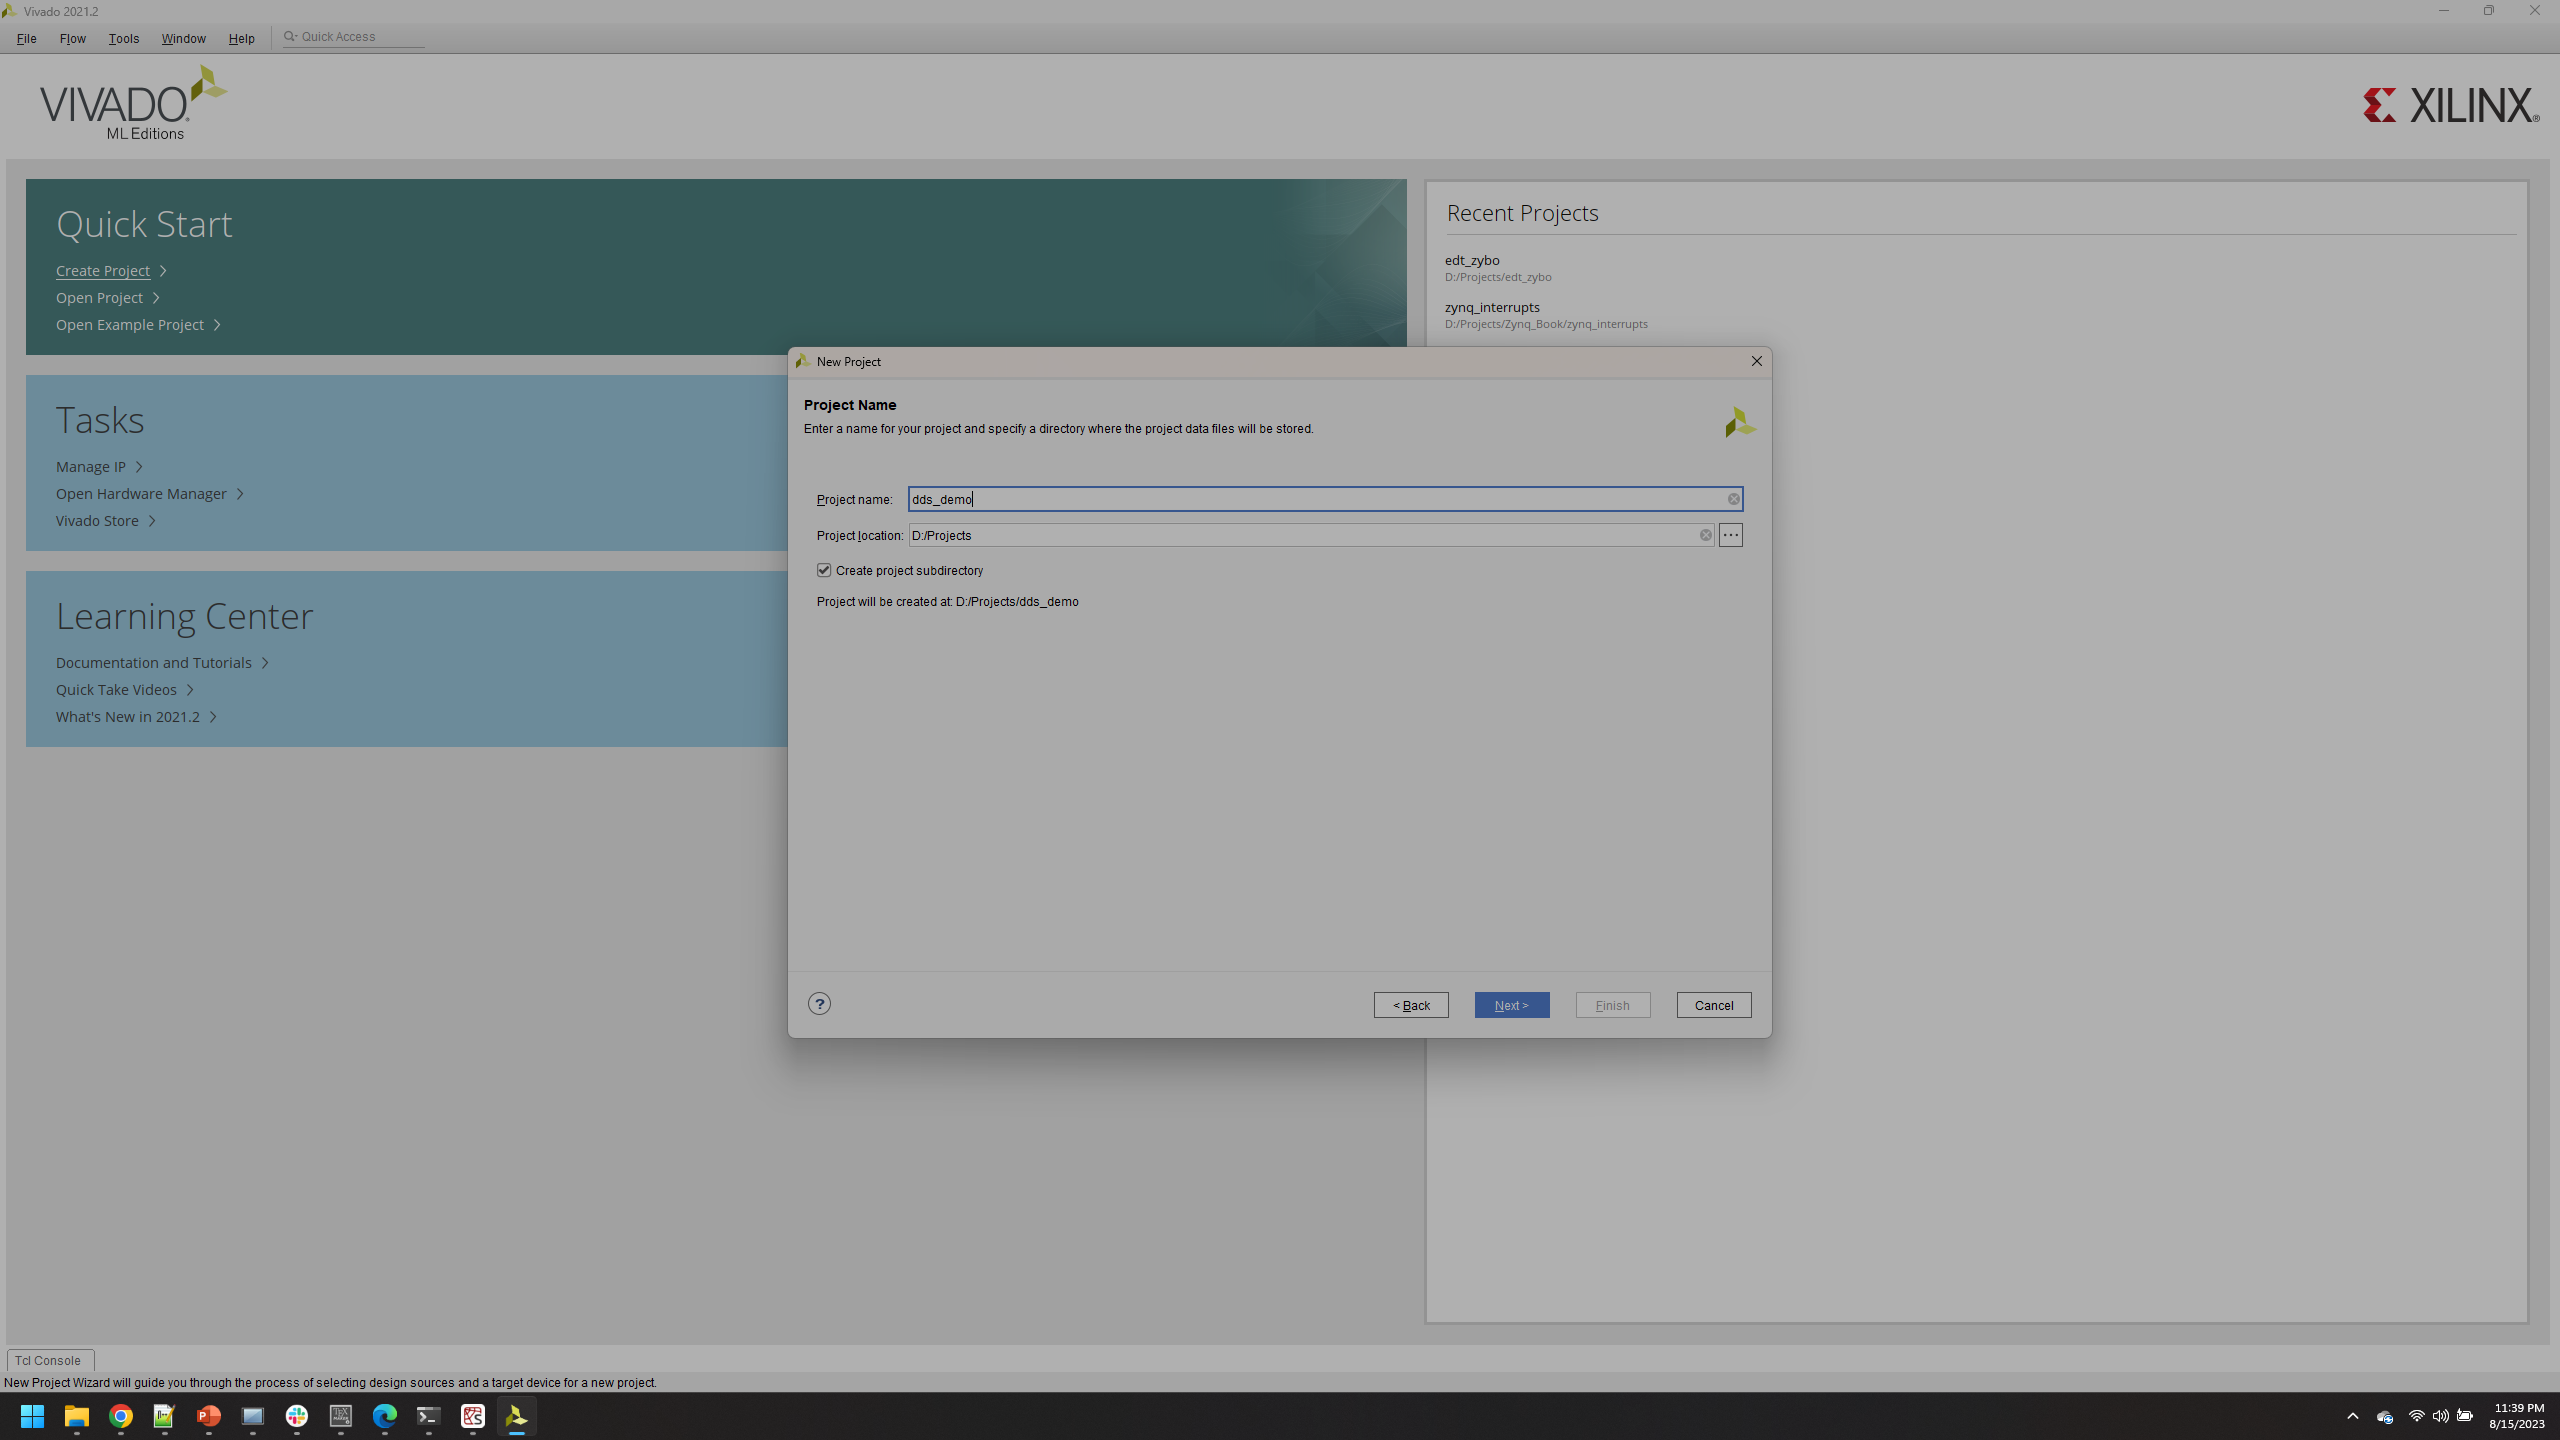 Vivado 2021.2
File Flow Tools Window Help Quick Access
VIVADO®
ML Editions
XILINX®
Quick Start
Create Project
Open Project
Open Example Project
Recent Projects
edt_zybo
D:/Projects/edt_zybo
zynq_interrupts
D:/Projects/Zynq_Book/zynq_interrupts
Tasks
Manage IP
Open Hardware Manager
Vivado Store
Learning Center
Documentation and Tutorials
Quick Take Videos
What's New in 2021.2
New Project
Project Name
Enter a name for your project and specify a directory where the project data files will be stored.
Project name: dds_demo
Project location: D:/Projects ...
Create project subdirectory
Project will be created at: D:/Projects/dds_demo
? < Back Next > Finish Cancel
Tcl Console
New Project Wizard will guide you through the process of selecting design sources and a target device for a new project.
11:39 PM
8/15/2023